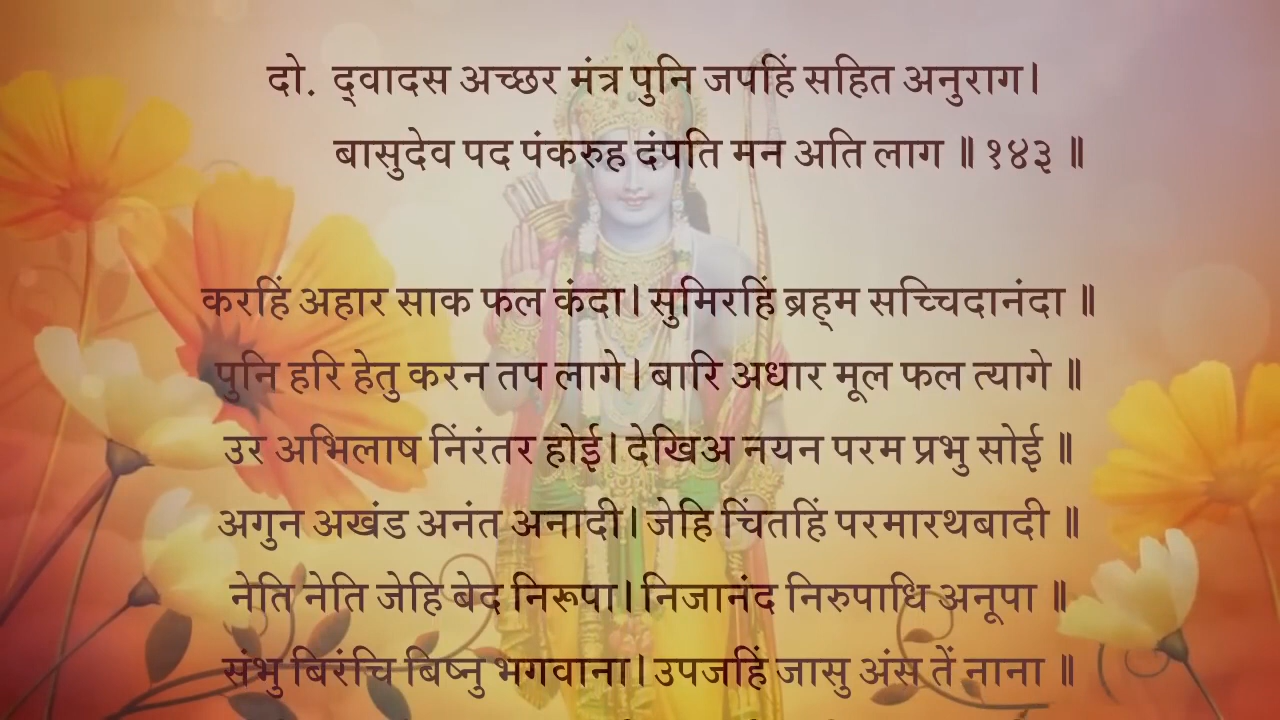 दो. द्वादस अच्छर मंत्र पुनि जपहिं सहित अनुराग।
बासुदेव पद पंकरुह दंपति मन अति लाग ॥ १४३ ॥
करहिं अहार साक फल कंदा। सुमिरहिं ब्रह्म सच्चिदानंदा ॥
पुनि हरि हेतु करन तप लागे। बारि अधार मूल फल त्यागे ॥
उर अभिलाष निंरंतर होई। देखिअ नयन परम प्रभु सोई ॥
अगुन अखंड अनंत अनादी। जेहि चिंतहिं परमारथबादी ॥
नेति नेति जेहि बेद निरूपा। निजानंद निरुपाधि अनूपा ॥
संभु बिरंचि बिष्नु भगवाना। उपजहिं जासु अंस तें नाना ॥